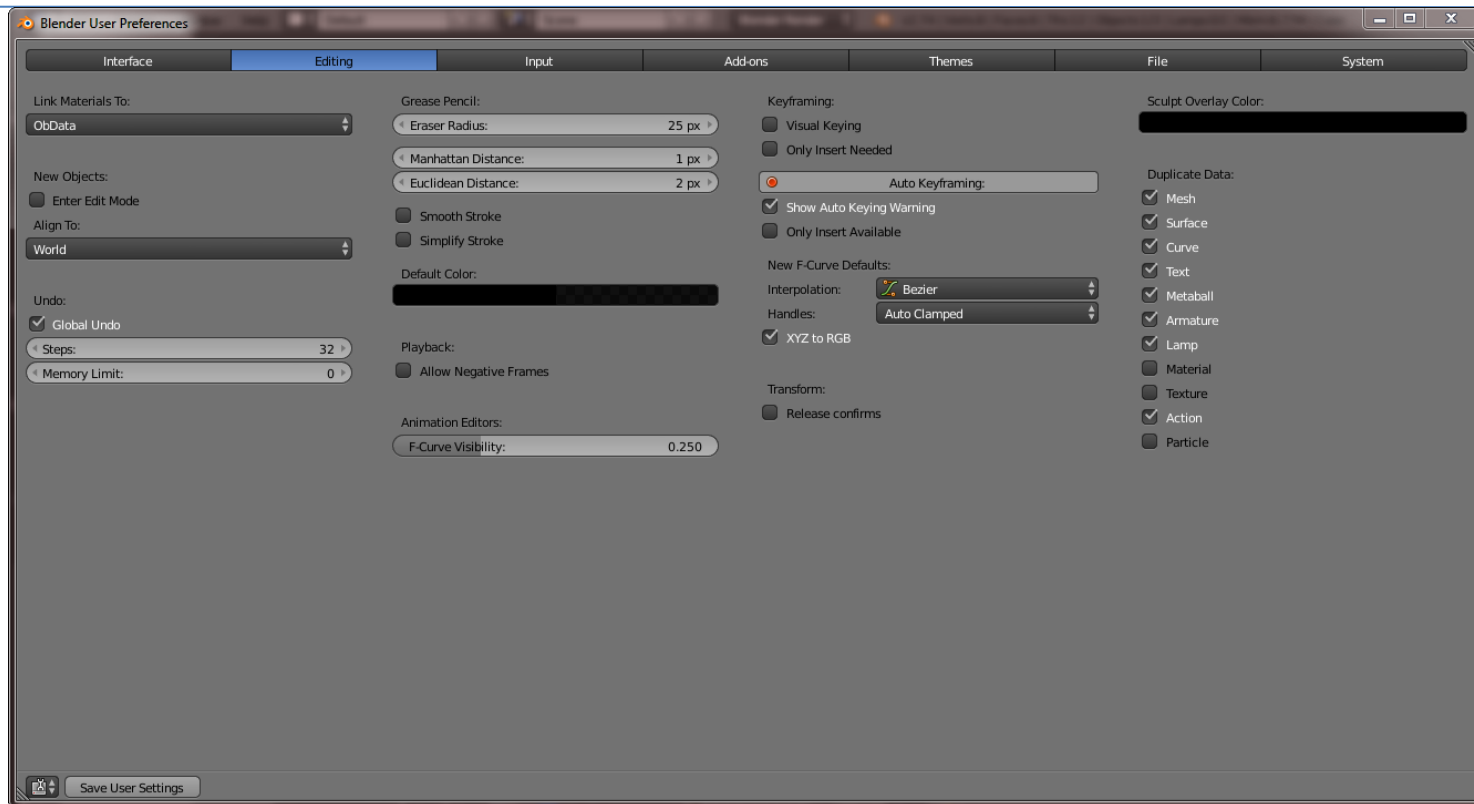 Blender User Preferences
Interface Editing Input Add-ons Themes File System
Link Materials To:
ObData
New Objects:
Enter Edit Mode
Align To:
World
Undo:
Global Undo
Steps: 32
Memory Limit: 0
Grease Pencil:
Eraser Radius: 25 px
Manhattan Distance: 1 px
Euclidean Distance: 2 px
Smooth Stroke
Simplify Stroke
Default Color:
Playback:
Allow Negative Frames
Animation Editors:
F-Curve Visibility: 0.250
Keyframing:
Visual Keying
Only Insert Needed
Auto Keyframing:
Show Auto Keying Warning
Only Insert Available
New F-Curve Defaults:
Interpolation: Bezier
Handles: Auto Clamped
XYZ to RGB
Transform:
Release confirms
Sculpt Overlay Color:
Duplicate Data:
Mesh
Surface
Curve
Text
Metaball
Armature
Lamp
Material
Texture
Action
Particle
Save User Settings